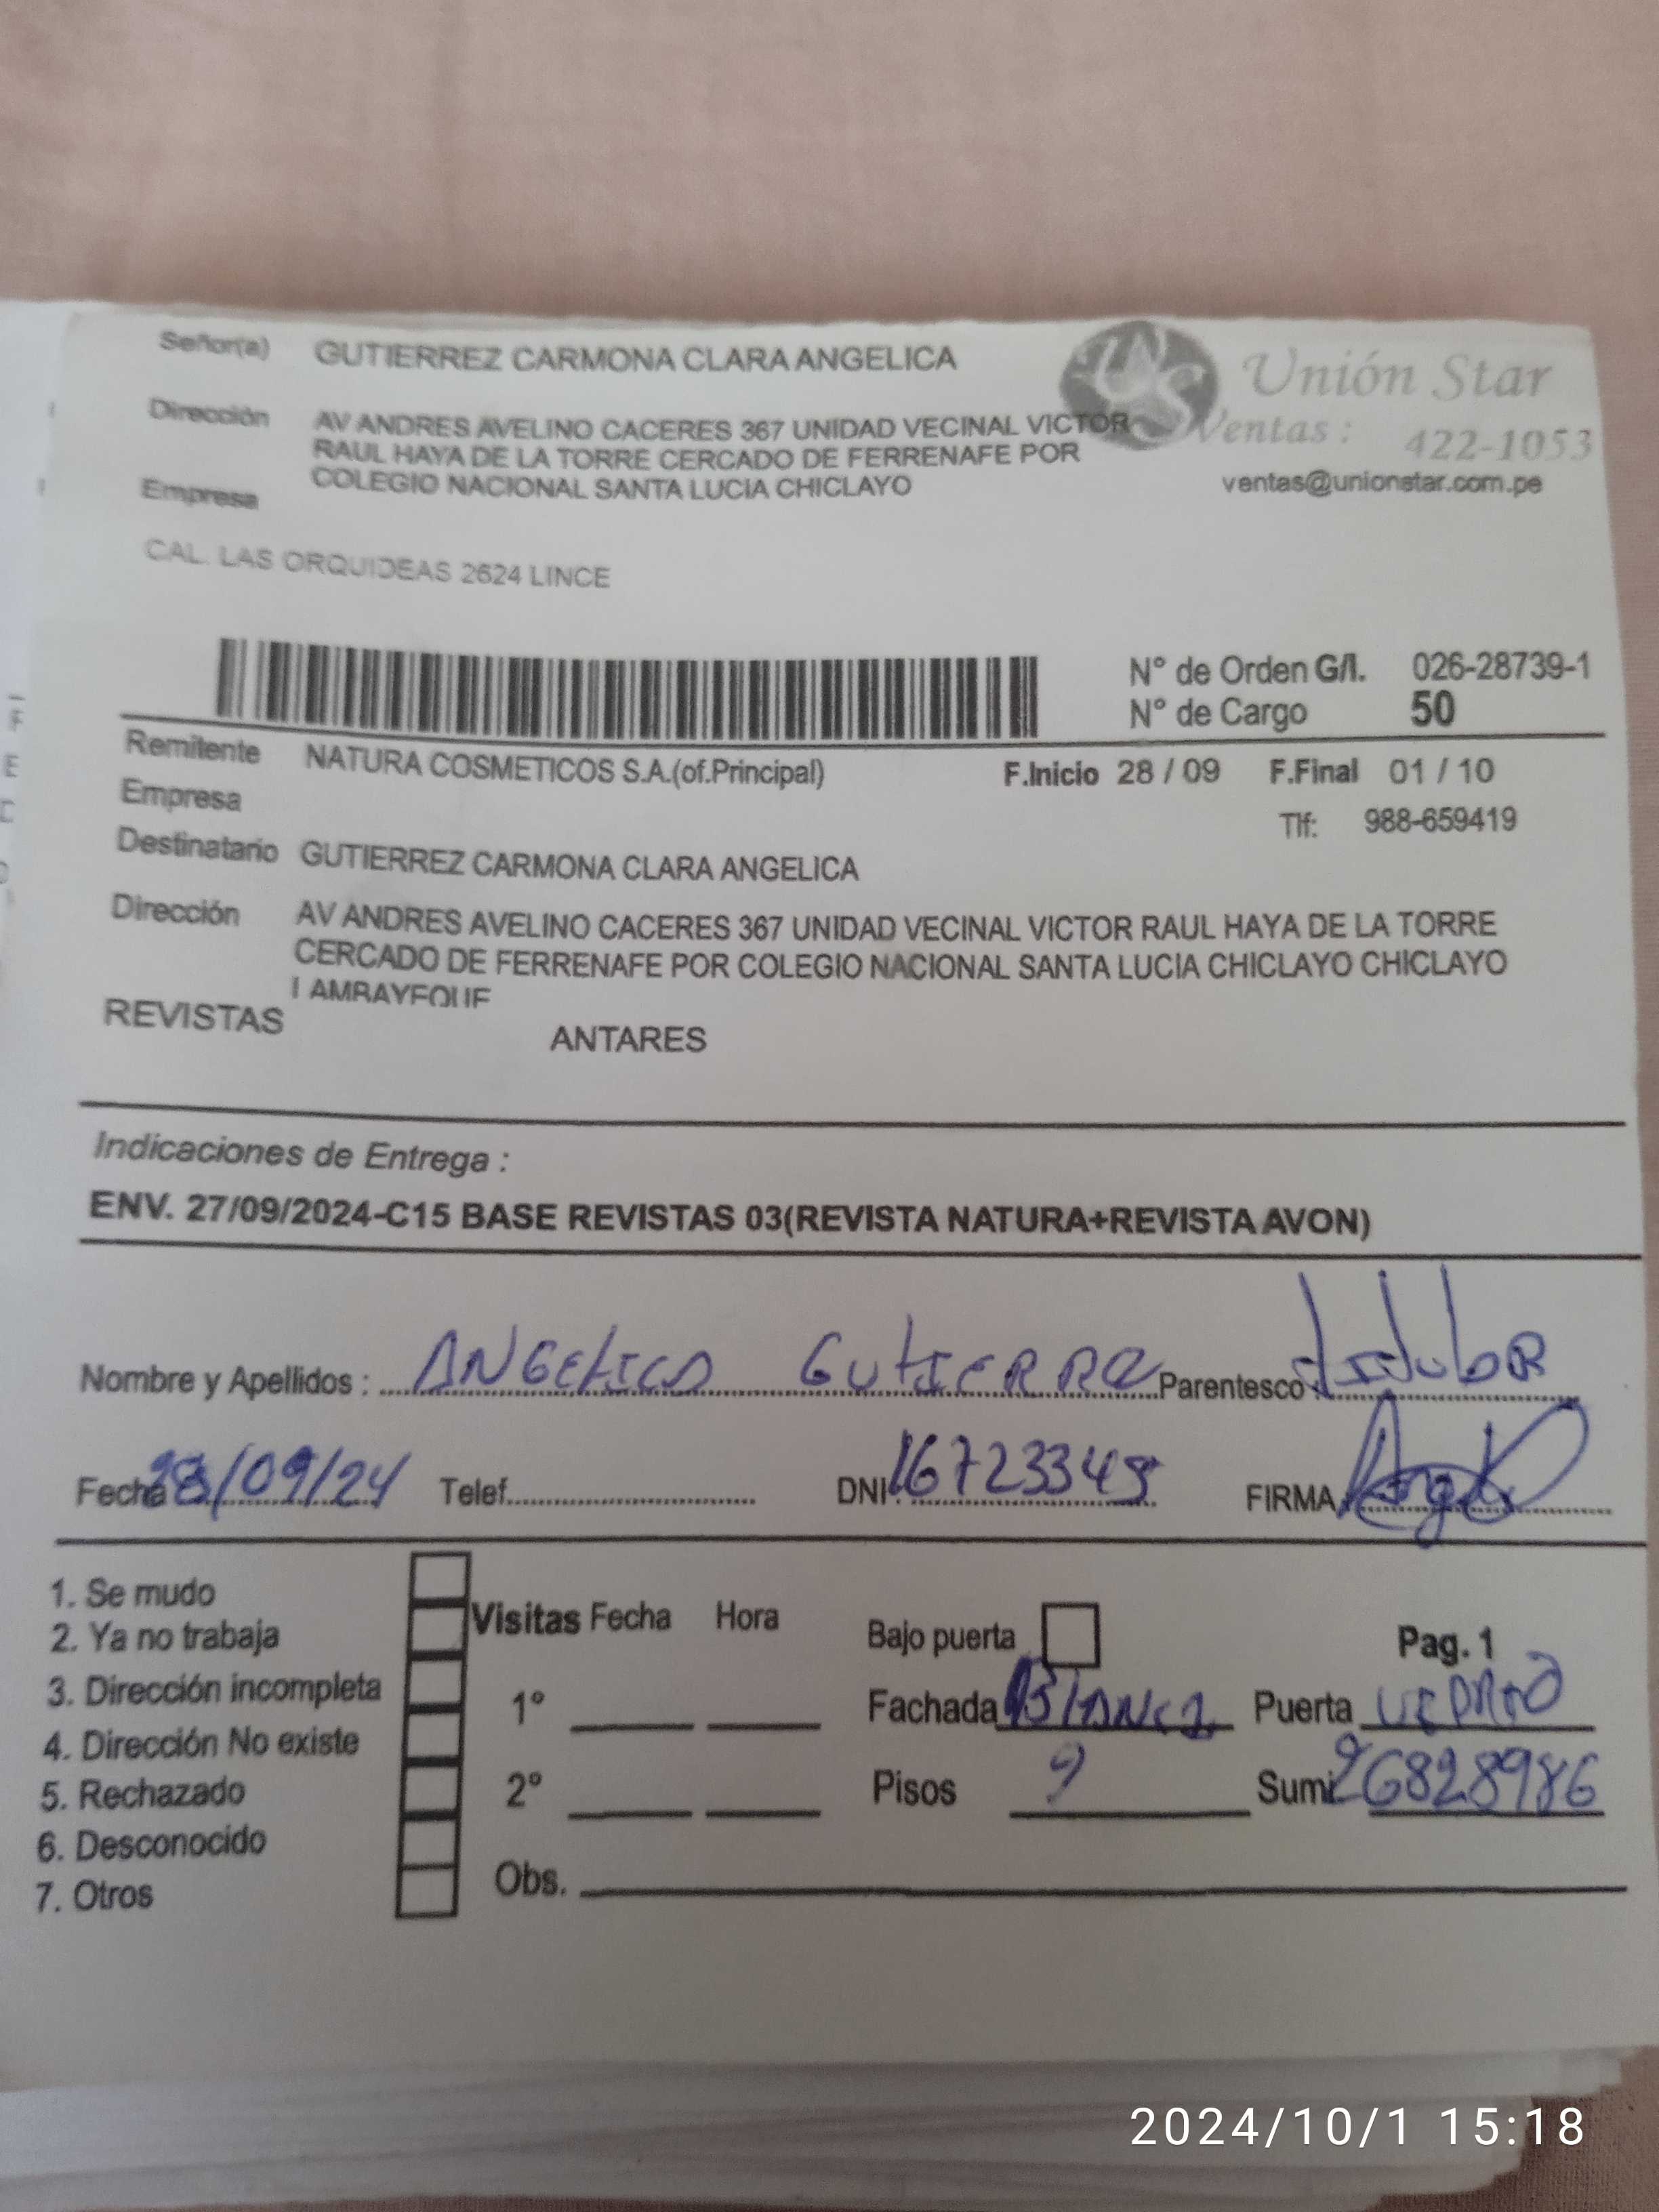 Señor(a) GUTIERREZ CARMONA CLARA ANGELICA
Unión Star
Ventas : 422-1053
ventas@unionstar.com.pe
Dirección AV ANDRES AVELINO CACERES 367 UNIDAD VECINAL VICTOR
RAUL HAYA DE LA TORRE CERCADO DE FERRENAFE POR
COLEGIO NACIONAL SANTA LUCIA CHICLAYO
Empresa
CAL. LAS ORQUIDEAS 2624 LINCE
N° de Orden G/I. 026-28739-1
N° de Cargo 50
Remitente NATURA COSMETICOS S.A.(of.Principal) F.Inicio 28 / 09 F.Final 01 / 10
Empresa Tlf: 988-659419
Destinatario GUTIERREZ CARMONA CLARA ANGELICA
Dirección AV ANDRES AVELINO CACERES 367 UNIDAD VECINAL VICTOR RAUL HAYA DE LA TORRE
CERCADO DE FERRENAFE POR COLEGIO NACIONAL SANTA LUCIA CHICLAYO CHICLAYO
LAMBAYEQUE
REVISTAS ANTARES
Indicaciones de Entrega :
ENV. 27/09/2024-C15 BASE REVISTAS 03(REVISTA NATURA+REVISTA AVON)
Nombre y Apellidos : ANGELICA GUTIERREZ Parentesco : titular
Fecha 28/09/24 Telef. DNI: 16723345 FIRMA
1. Se mudo
2. Ya no trabaja
3. Dirección incompleta
4. Dirección No existe
5. Rechazado
6. Desconocido
7. Otros
Visitas Fecha Hora
1°
2°
Obs.
Bajo puerta Pag. 1
Fachada Blanca Puerta
Pisos Sumi 26828986
2024/10/1 15:18